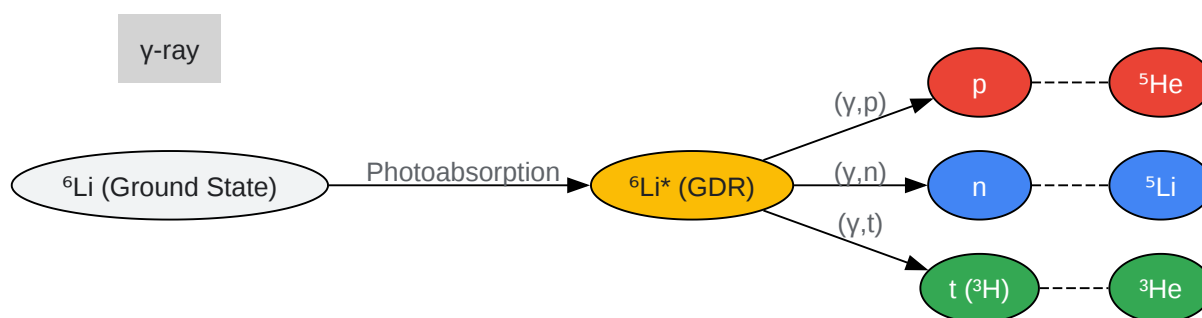 γ-ray
p
⁵He
(γ,p)
⁶Li (Ground State)
Photoabsorption
⁶Li* (GDR)
(γ,n)
n
⁵Li
(γ,t)
t (³H)
³He